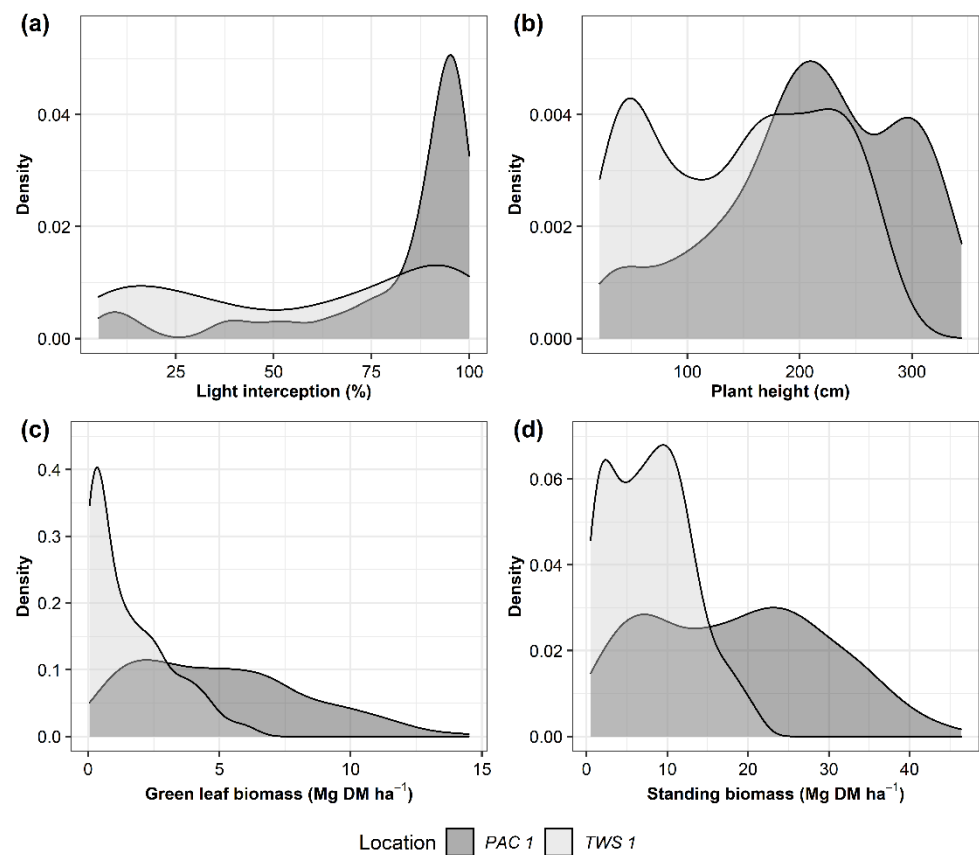 (a)
Density
0.04
0.02
0.00
25 50 75 100
Light interception (%)
(b)
Density
0.004
0.002
0.000
100 200 300
Plant height (cm)
(c)
Density
0.4
0.3
0.2
0.1
0.0
0 5 10 15
Green leaf biomass (Mg DM ha⁻¹)
(d)
Density
0.06
0.04
0.02
0.00
0 10 20 30 40
Standing biomass (Mg DM ha⁻¹)
Location PAC 1 TWS 1